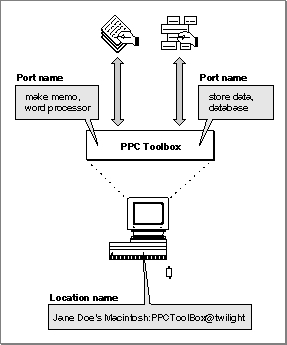 Port name
make memo,
word processor
Port name
store data,
database
PPC Toolbox
Location name
Jane Doe's Macintosh:PPCToolBox@twilight